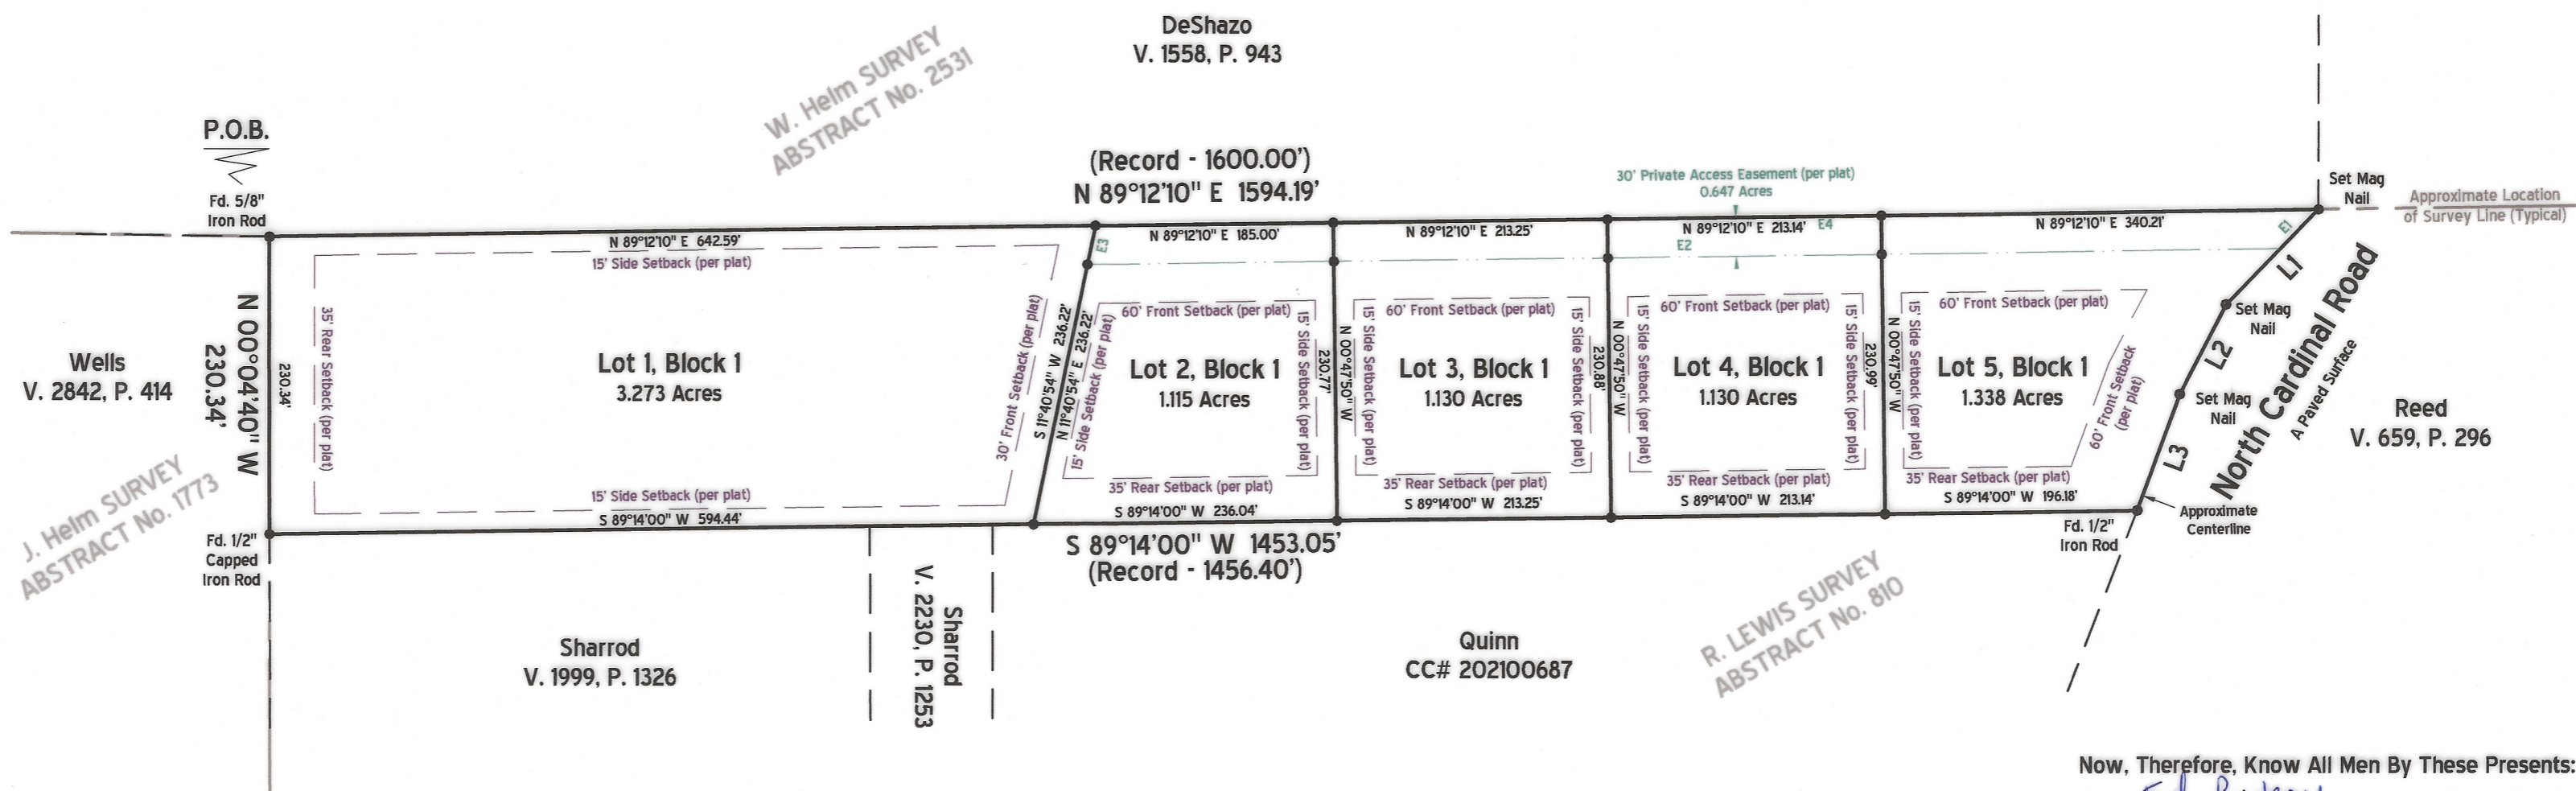 DeShazo
V. 1558, P. 943
W. Helm SURVEY
ABSTRACT No. 2531
P.O.B.
Fd. 5/8"
Iron Rod
(Record - 1600.00')
N 89°12'10" E 1594.19'
30' Private Access Easement (per plat)
0.647 Acres
Set Mag
Nail
Approximate Location
of Survey Line (Typical)
N 89°12'10" E 642.59'
15' Side Setback (per plat)
N 89°12'10" E 185.00'
N 89°12'10" E 213.25'
N 89°12'10" E 213.14'
E4
N 89°12'10" E 340.21'
E1
E3
E2
L1
Wells
V. 2842, P. 414
N 00°04'40" W
230.34'
230.34'
35' Rear Setback (per plat)
Lot 1, Block 1
3.273 Acres
30' Front Setback (per plat)
S 11°40'54" W 236.22'
N 11°40'54" E 236.22'
15' Side Setback (per plat)
60' Front Setback (per plat)
Lot 2, Block 1
1.115 Acres
15' Side Setback (per plat)
230.77'
N 00°47'50" W
15' Side Setback (per plat)
60' Front Setback (per plat)
Lot 3, Block 1
1.130 Acres
15' Side Setback (per plat)
230.88'
N 00°47'50" W
15' Side Setback (per plat)
60' Front Setback (per plat)
Lot 4, Block 1
1.130 Acres
15' Side Setback (per plat)
230.99'
N 00°47'50" W
15' Side Setback (per plat)
60' Front Setback (per plat)
Lot 5, Block 1
1.338 Acres
60' Front Setback
(per plat)
Set Mag
Nail
L2
Set Mag
Nail
L3
North Cardinal Road
A Paved Surface
Reed
V. 659, P. 296
J. Helm SURVEY
ABSTRACT No. 1773
15' Side Setback (per plat)
S 89°14'00" W 594.44'
35' Rear Setback (per plat)
S 89°14'00" W 236.04'
35' Rear Setback (per plat)
S 89°14'00" W 213.25'
35' Rear Setback (per plat)
S 89°14'00" W 213.14'
35' Rear Setback (per plat)
S 89°14'00" W 196.18'
Approximate
Centerline
Fd. 1/2"
Iron Rod
Fd. 1/2"
Capped
Iron Rod
S 89°14'00" W 1453.05'
(Record - 1456.40')
Sharrod
V. 1999, P. 1326
Sharrod
V. 2230, P. 1253
Quinn
CC# 202100687
R. LEWIS SURVEY
ABSTRACT No. 810
Now, Therefore, Know All Men By These Presents: